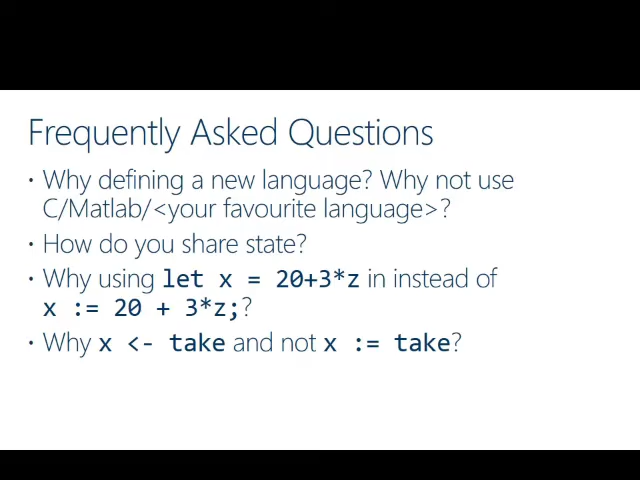 Frequently Asked Questions
• Why defining a new language? Why not use
C/Matlab/<your favourite language>?
• How do you share state?
• Why using let x = 20+3*z in instead of
x := 20 + 3*z;?
• Why x <- take and not x := take?